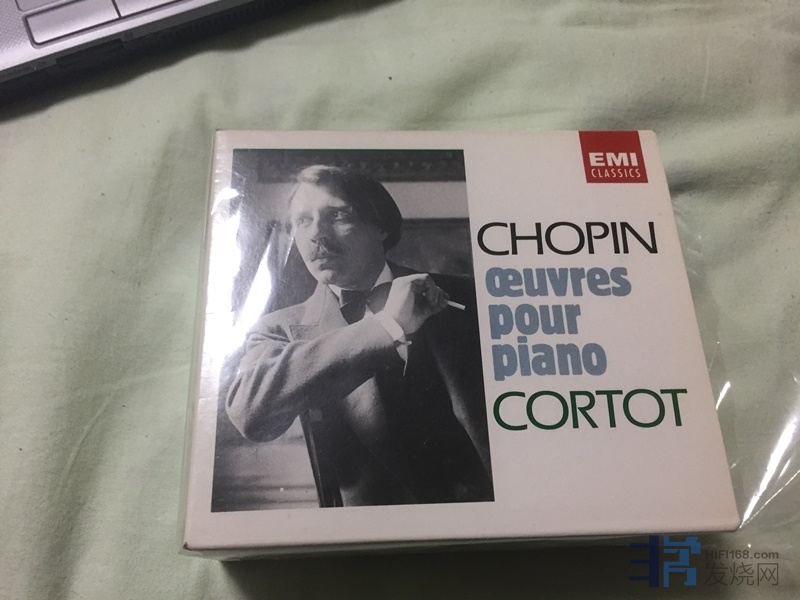 EMI
CLASSICS
CHOPIN
œuvres
pour
piano
CORTOT
HIFI168.com
发烧网